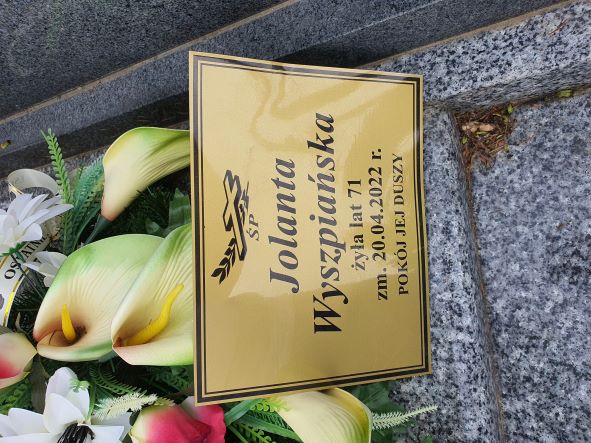 ŚP
Jolanta
Wyszpiańska
żyła lat 71
zm. 20.04.2022 r.
POKÓJ JEJ DUSZY